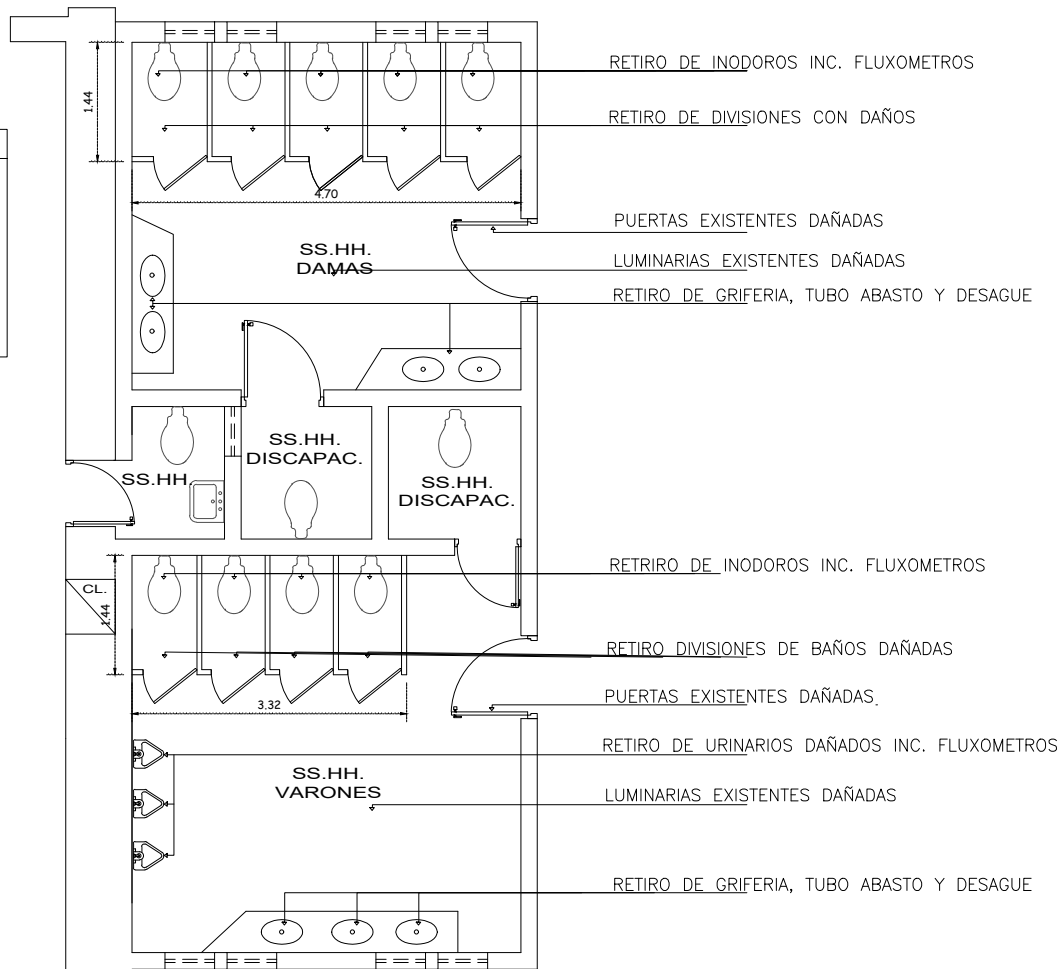 RETIRO DE INODOROS INC. FLUXOMETROS
1.44
RETIRO DE DIVISIONES CON DAÑOS
4.70
PUERTAS EXISTENTES DAÑADAS
SS.HH.
DAMAS
LUMINARIAS EXISTENTES DAÑADAS
RETIRO DE GRIFERIA, TUBO ABASTO Y DESAGUE
SS.HH.
DISCAPAC.
SS.HH.
SS.HH.
DISCAPAC.
RETRIRO DE INODOROS INC. FLUXOMETROS
CL.
1.44
RETIRO DIVISIONES DE BAÑOS DAÑADAS
PUERTAS EXISTENTES DAÑADAS.
3.32
RETIRO DE URINARIOS DAÑADOS INC. FLUXOMETROS
SS.HH.
VARONES
LUMINARIAS EXISTENTES DAÑADAS
RETIRO DE GRIFERIA, TUBO ABASTO Y DESAGUE